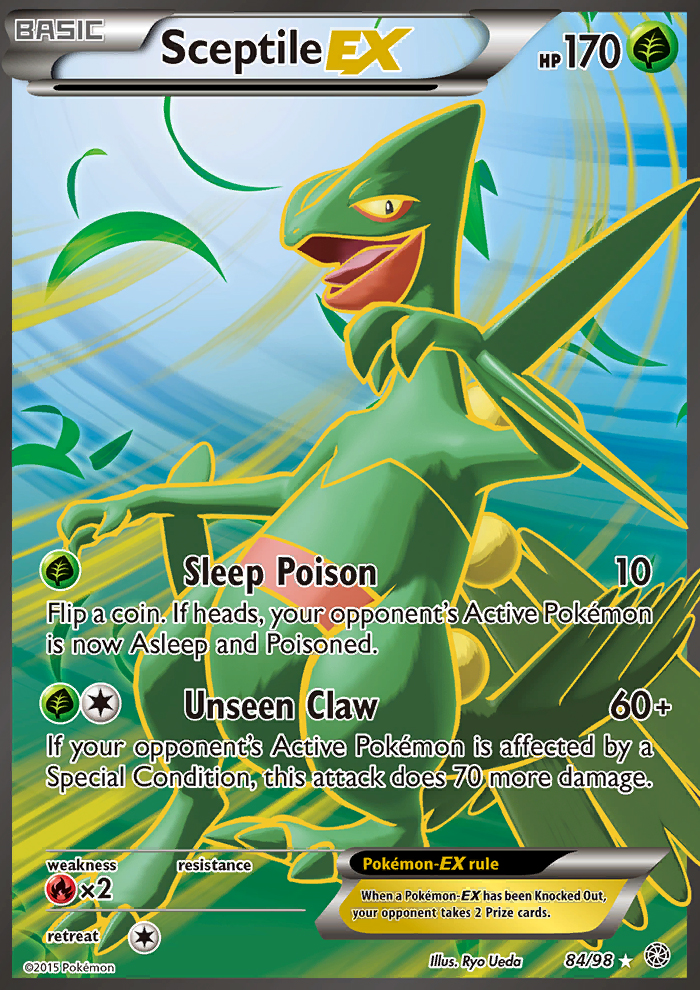 BASIC
Sceptile EX
HP 170
Sleep Poison 10
Flip a coin. If heads, your opponent's Active Pokémon
is now Asleep and Poisoned.
Unseen Claw 60+
If your opponent's Active Pokémon is affected by a
Special Condition, this attack does 70 more damage.
weakness resistance
×2
retreat
Pokémon-EX rule
When a Pokémon-EX has been Knocked Out,
your opponent takes 2 Prize cards.
©2015 Pokémon
Illus. Ryo Ueda 84/98